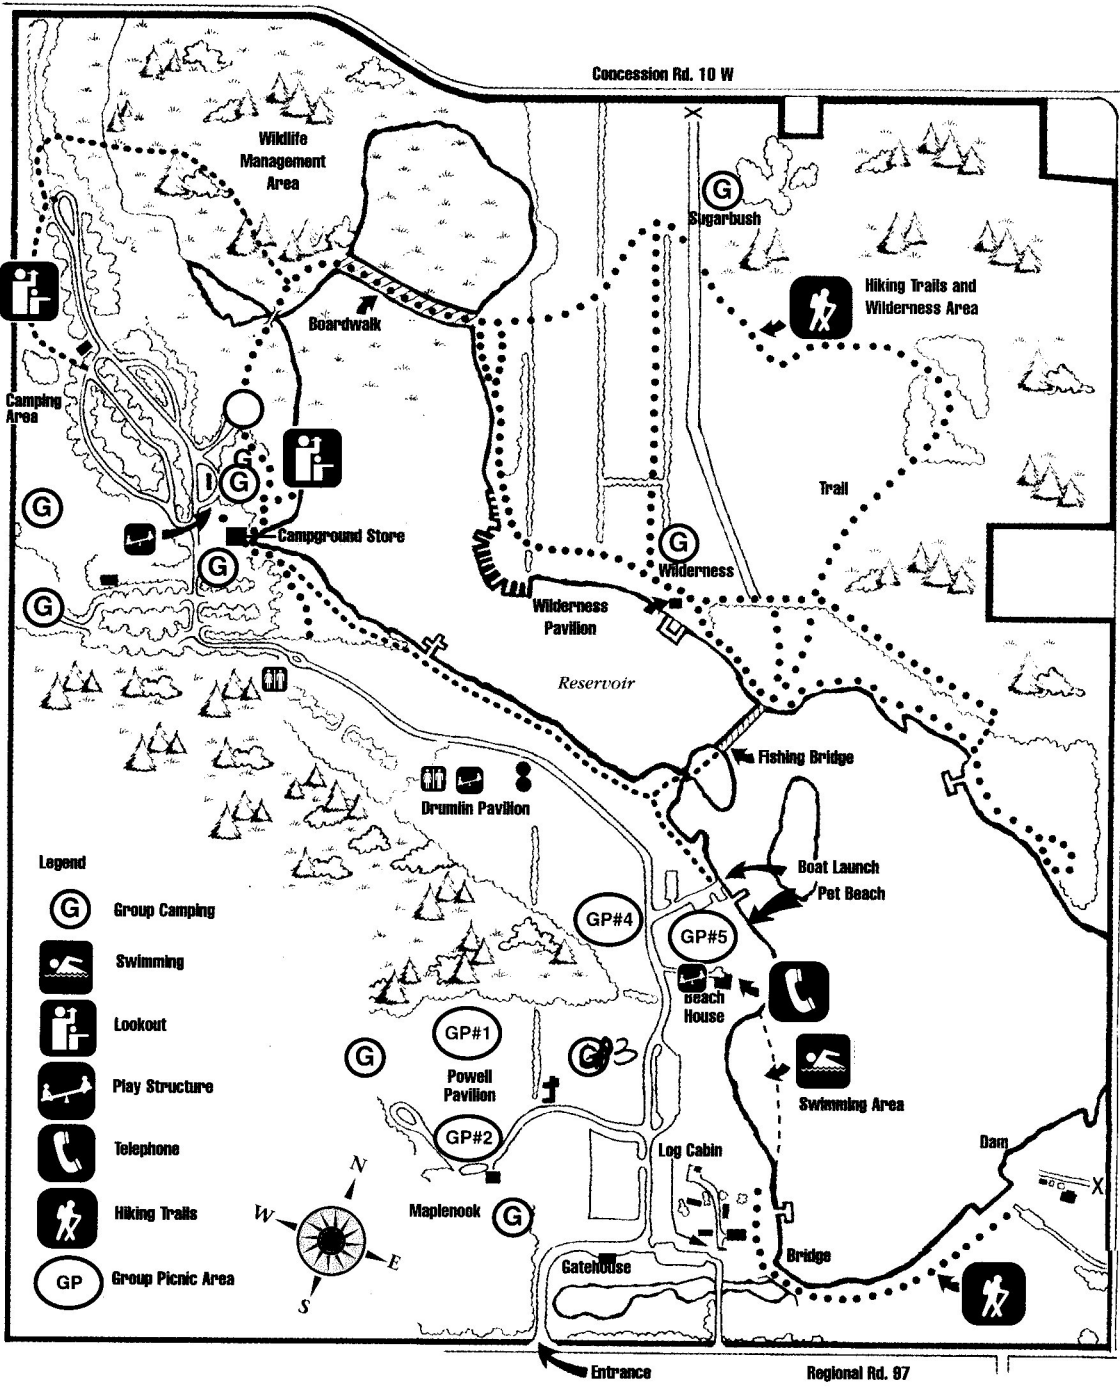 Concession Rd. 10 W
X
Wildlife
Management
Area
G
Sugarbush
Hiking Trails and
Wilderness Area
Boardwalk
Camping
Area
G
G
G
Trail
Campground Store
G
Wilderness
G
G
Wilderness
Pavilion
Reservoir
Fishing Bridge
Drumlin Pavilion
Boat Launch
Pet Beach
GP#4
GP#5
Beach
House
Legend
G
Group Camping
Swimming
Lookout
Play Structure
Telephone
Hiking Trails
GP
Group Picnic Area
GP#1
G
G
3
Powell
Pavilion
GP#2
Swimming Area
Log Cabin
Dam
X
Maplenook
G
N
W
E
S
Gatehouse
Bridge
Entrance
Regional Rd. 97